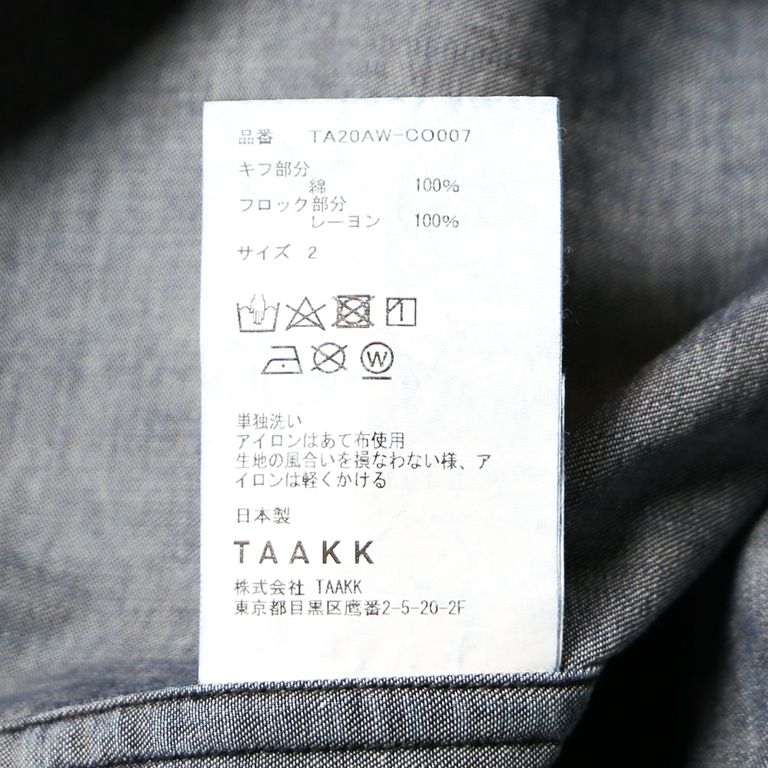 品番 TA20AW-CO007
キフ部分
綿 100%
フロック部分
レーヨン 100%
サイズ 2
W
単独洗い
アイロンはあて布使用
生地の風合いを損なわない様、ア
イロンは軽くかける
日本製
TAAKK
株式会社 TAAKK
東京都目黒区鷹番2-5-20-2F